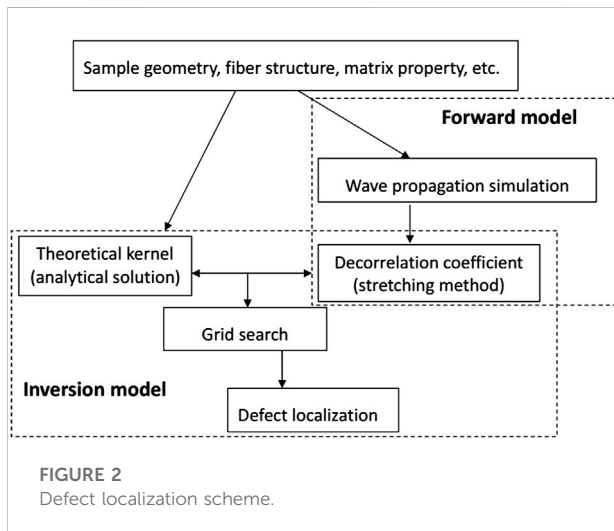 Sample geometry, fiber structure, matrix property, etc.
Forward model
Wave propagation simulation
Theoretical kernel
(analytical solution)
Decorrelation coefficient
(stretching method)
Grid search
Inversion model
Defect localization
FIGURE 2
Defect localization scheme.